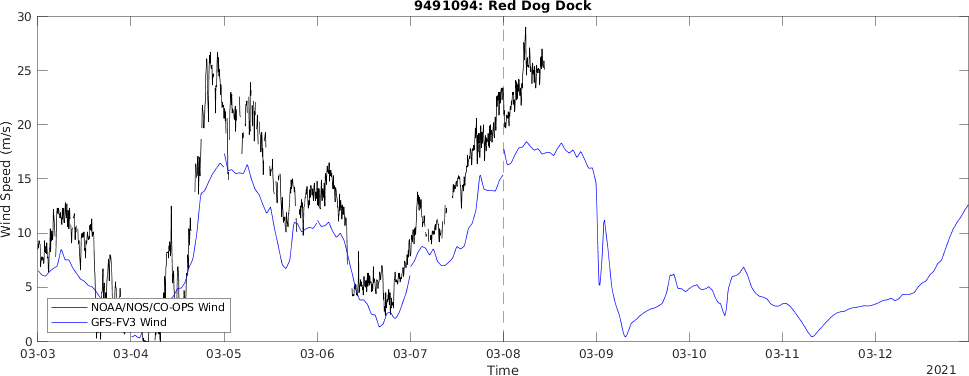 9491094: Red Dog Dock
30
25
20
15
10
5
0
Wind Speed (m/s)
NOAA/NOS/CO-OPS Wind
GFS-FV3 Wind
03-03 03-04 03-05 03-06 03-07 03-08 03-09 03-10 03-11 03-12
Time
2021